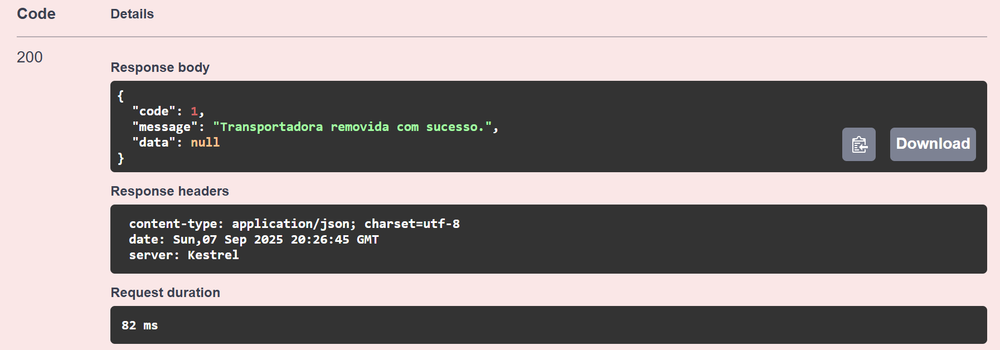 Code Details
200
Response body
{
  "code": 1,
  "message": "Transportadora removida com sucesso.",
  "data": null
}
Download
Response headers
content-type: application/json; charset=utf-8
date: Sun,07 Sep 2025 20:26:45 GMT
server: Kestrel
Request duration
82 ms